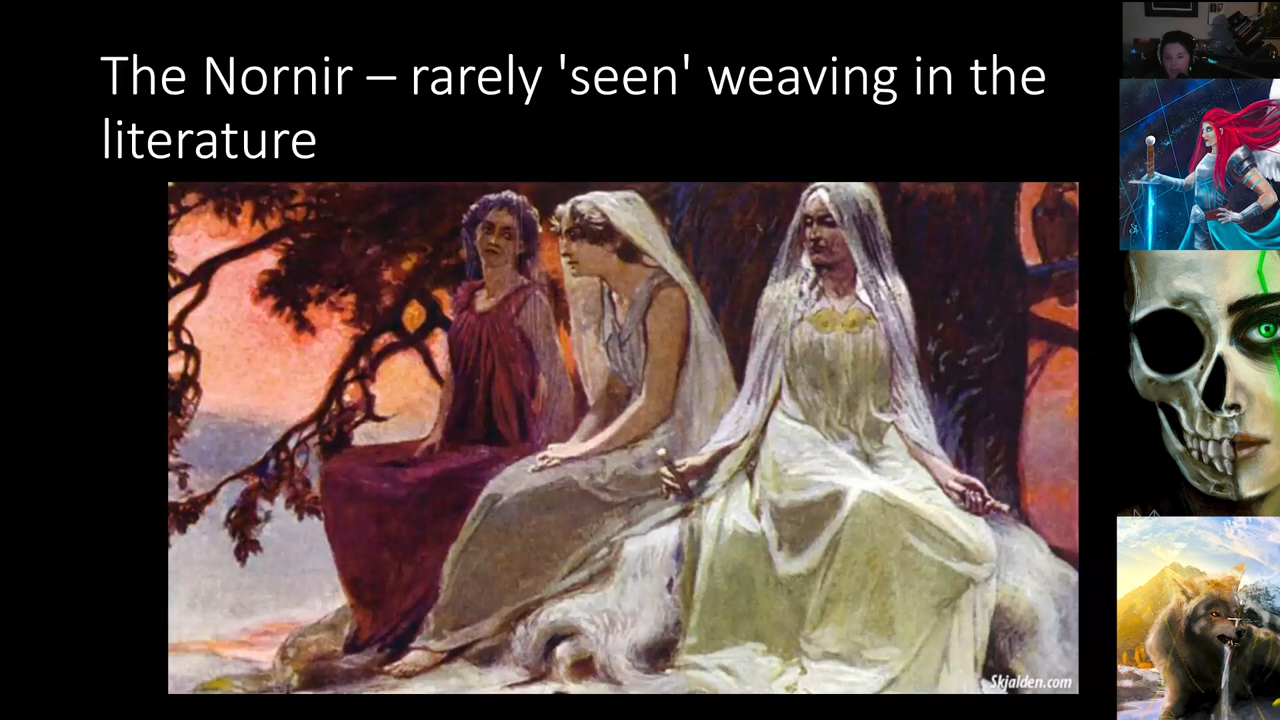 The Nornir – rarely 'seen' weaving in the
literature
Skjalden.com